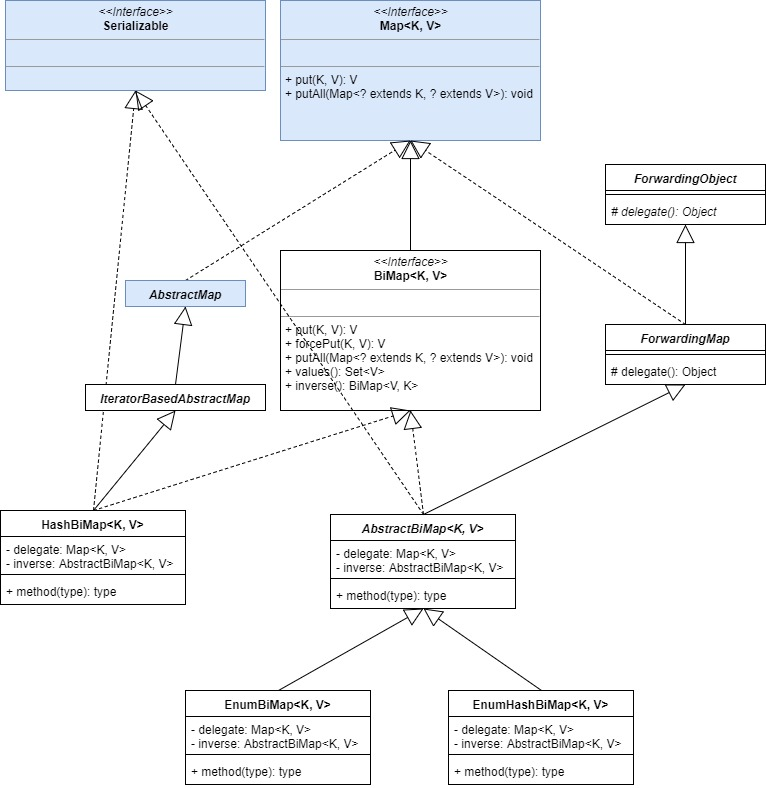 <<Interface>>
Serializable
<<Interface>>
Map<K, V>
+ put(K, V): V
+ putAll(Map<? extends K, ? extends V>): void
ForwardingObject
# delegate(): Object
<<Interface>>
BiMap<K, V>
+ put(K, V): V
+ forcePut(K, V): V
+ putAll(Map<? extends K, ? extends V>): void
+ values(): Set<V>
+ inverse(): BiMap<V, K>
AbstractMap
ForwardingMap
# delegate(): Object
IteratorBasedAbstractMap
HashBiMap<K, V>
- delegate: Map<K, V>
- inverse: AbstractBiMap<K, V>
+ method(type): type
AbstractBiMap<K, V>
- delegate: Map<K, V>
- inverse: AbstractBiMap<K, V>
+ method(type): type
EnumBiMap<K, V>
- delegate: Map<K, V>
- inverse: AbstractBiMap<K, V>
+ method(type): type
EnumHashBiMap<K, V>
- delegate: Map<K, V>
- inverse: AbstractBiMap<K, V>
+ method(type): type